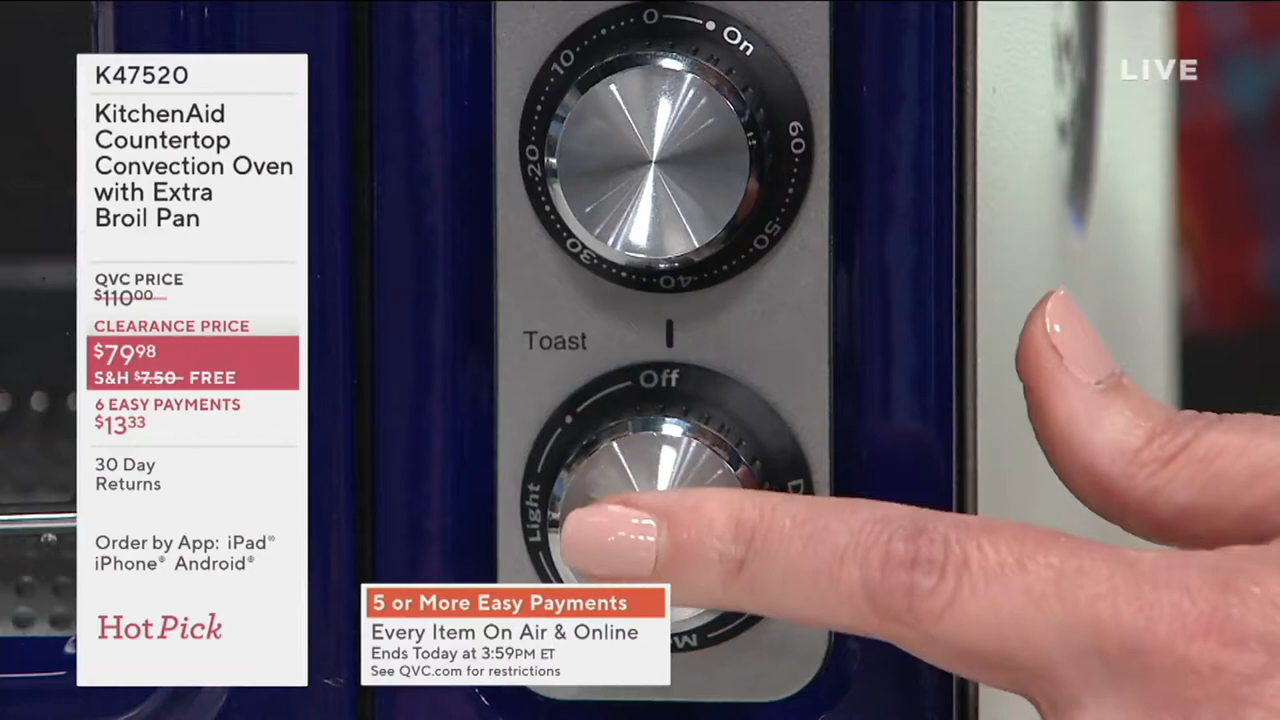 K47520
KitchenAid
Countertop
Convection Oven
with Extra
Broil Pan
QVC PRICE
$110.00
CLEARANCE PRICE
$79.98
S&H $7.50 FREE
6 EASY PAYMENTS
$13.33
30 Day
Returns
Order by App: iPad®
iPhone® Android®
Hot Pick
LIVE
0 On
10
20
30
40
50
60
Toast
Off
Light
5 or More Easy Payments
Every Item On Air & Online
Ends Today at 3:59PM ET
See QVC.com for restrictions